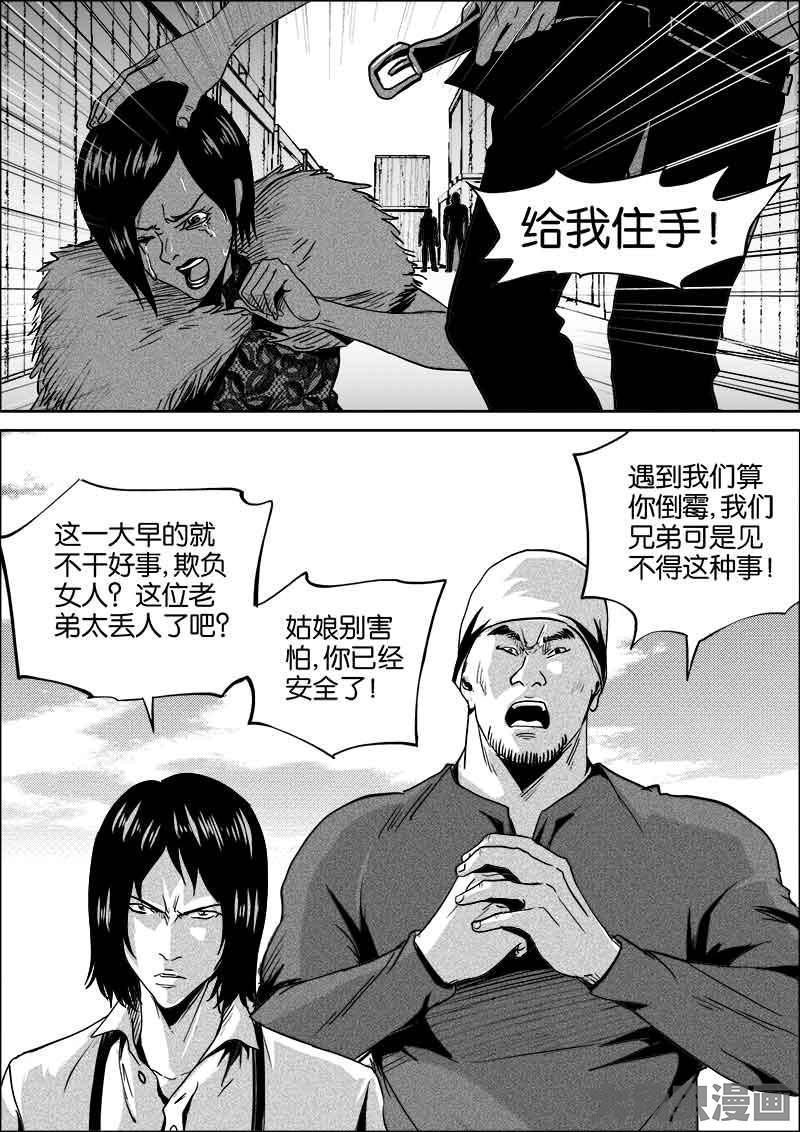 给我住手！
遇到我们算
你倒霉，我们
兄弟可是见
不得这种事！
这一大早的就
不干好事，欺负
女人？这位老
弟太丢人了吧？
姑娘别害
怕，你已经
安全了！
漫画